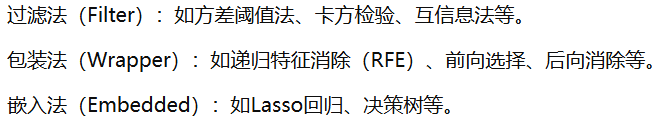 过滤法（Filter）：如方差阈值法、卡方检验、互信息法等。
包装法（Wrapper）：如递归特征消除（RFE）、前向选择、后向消除等。
嵌入法（Embedded）：如Lasso回归、决策树等。